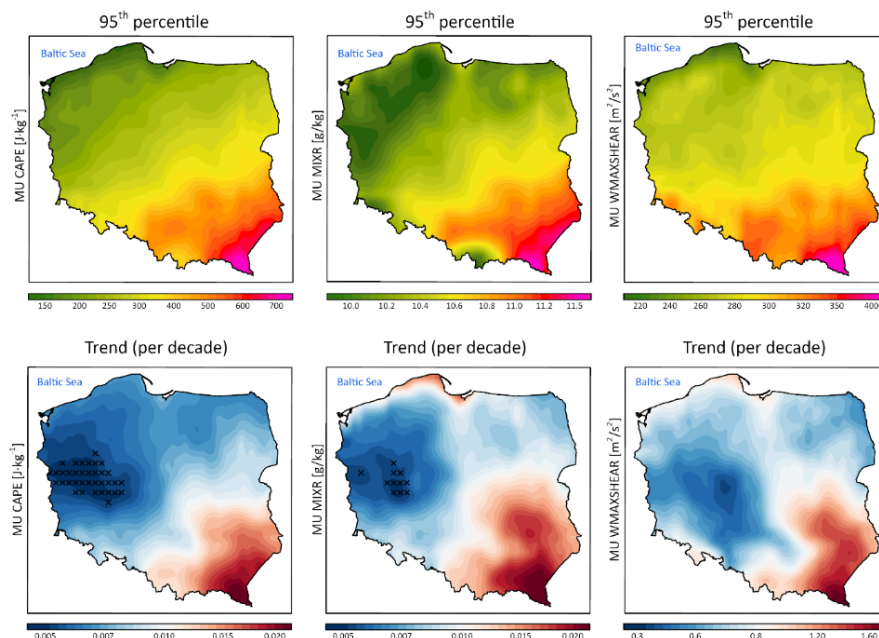 95th percentile
95th percentile
95th percentile
Baltic Sea
Baltic Sea
Baltic Sea
MU CAPE [J·kg⁻¹]
MU MIXR [g/kg]
MU WMAXSHEAR [m²/s²]
150 200 250 300 400 500 600 700
10.0 10.4 10.6 10.8 11.0 11.2 11.5
220 240 260 280 300 320 350 400
Trend (per decade)
Trend (per decade)
Trend (per decade)
Baltic Sea
Baltic Sea
Baltic Sea
MU CAPE [J·kg⁻¹]
MU MIXR [g/kg]
MU WMAXSHEAR [m²/s²]
0.005 0.007 0.010 0.015 0.020
0.005 0.007 0.010 0.015 0.020
0.3 0.6 0.8 1.20 1.60